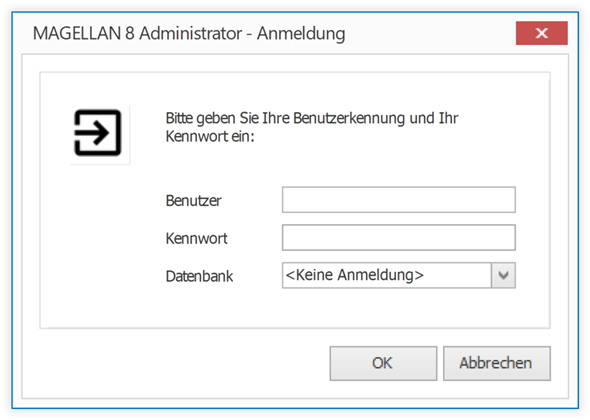 MAGELLAN 8 Administrator - Anmeldung
Bitte geben Sie Ihre Benutzerkennung und Ihr
Kennwort ein:
Benutzer
Kennwort
Datenbank <Keine Anmeldung>
OK Abbrechen